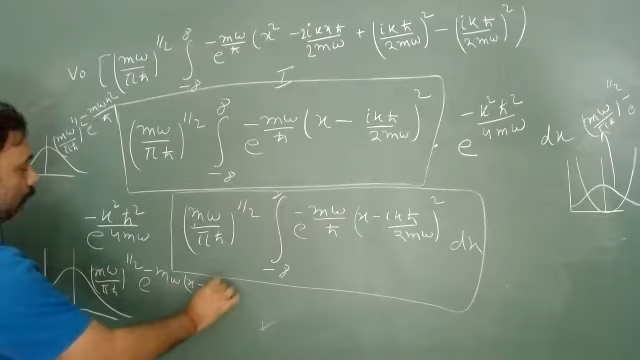 V₀ [(mω/πħ)^1/2 ∫_-∞^∞ e^-mω/ħ (x² - 2ikxħ/2mω + (ikħ/2mω)² - (ikħ/2mω)²)
I
(mω/πħ)^1/2 e^-mωx²/ħ
(mω/πħ)^1/2 ∫_-∞^∞ e^-mω/ħ (x - ikħ/2mω)² . e^-k²ħ²/4mω dx
(mω/πħ)^1/2
e^-k²ħ²/4mω (mω/πħ)^1/2 ∫_-∞^∞ e^-mω/ħ (x - ikħ/2mω)² dx
(mω/πħ)^1/2 e^-mω(x-